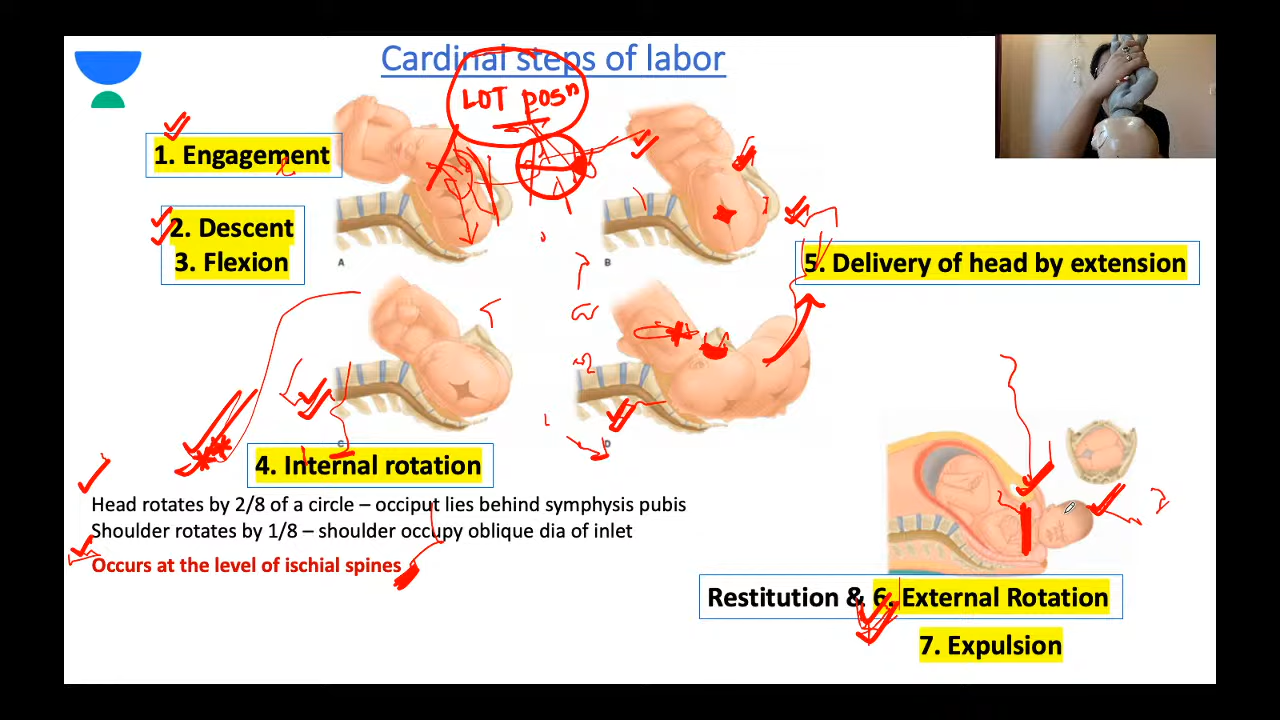 Cardinal steps of labor
LOT posⁿ
1. Engagement
2. Descent
3. Flexion
A
B
5. Delivery of head by extension
C
D
4. Internal rotation
Head rotates by 2/8 of a circle – occiput lies behind symphysis pubis
Shoulder rotates by 1/8 – shoulder occupy oblique dia of inlet
Occurs at the level of ischial spines
Restitution & 6. External Rotation
7. Expulsion